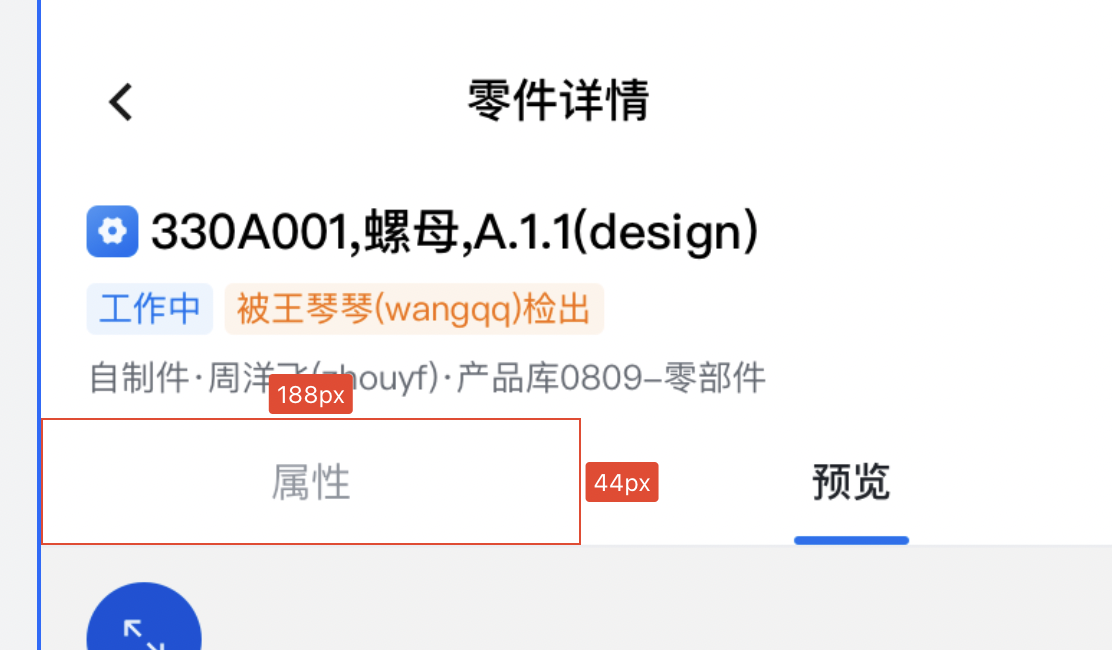 零件详情
330A001,螺母,A.1.1(design)
工作中 被王琴琴(wangqq)检出
自制件·周洋飞(zhouyf)·产品库0809-零部件
188px
属性 44px 预览